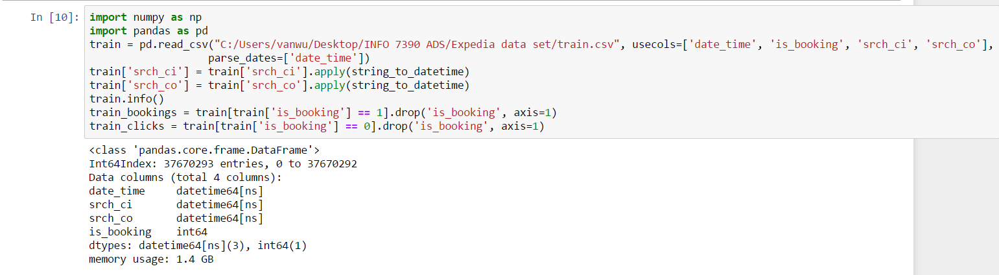 In [10]: import numpy as np
import pandas as pd
train = pd.read_csv("C:/Users/vanwu/Desktop/INFO 7390 ADS/Expedia data set/train.csv", usecols=['date_time', 'is_booking', 'srch_ci', 'srch_co'],
                    parse_dates=['date_time'])
train['srch_ci'] = train['srch_ci'].apply(string_to_datetime)
train['srch_co'] = train['srch_co'].apply(string_to_datetime)
train.info()
train_bookings = train[train['is_booking'] == 1].drop('is_booking', axis=1)
train_clicks = train[train['is_booking'] == 0].drop('is_booking', axis=1)
<class 'pandas.core.frame.DataFrame'>
Int64Index: 37670293 entries, 0 to 37670292
Data columns (total 4 columns):
date_time     datetime64[ns]
srch_ci       datetime64[ns]
srch_co       datetime64[ns]
is_booking    int64
dtypes: datetime64[ns](3), int64(1)
memory usage: 1.4 GB